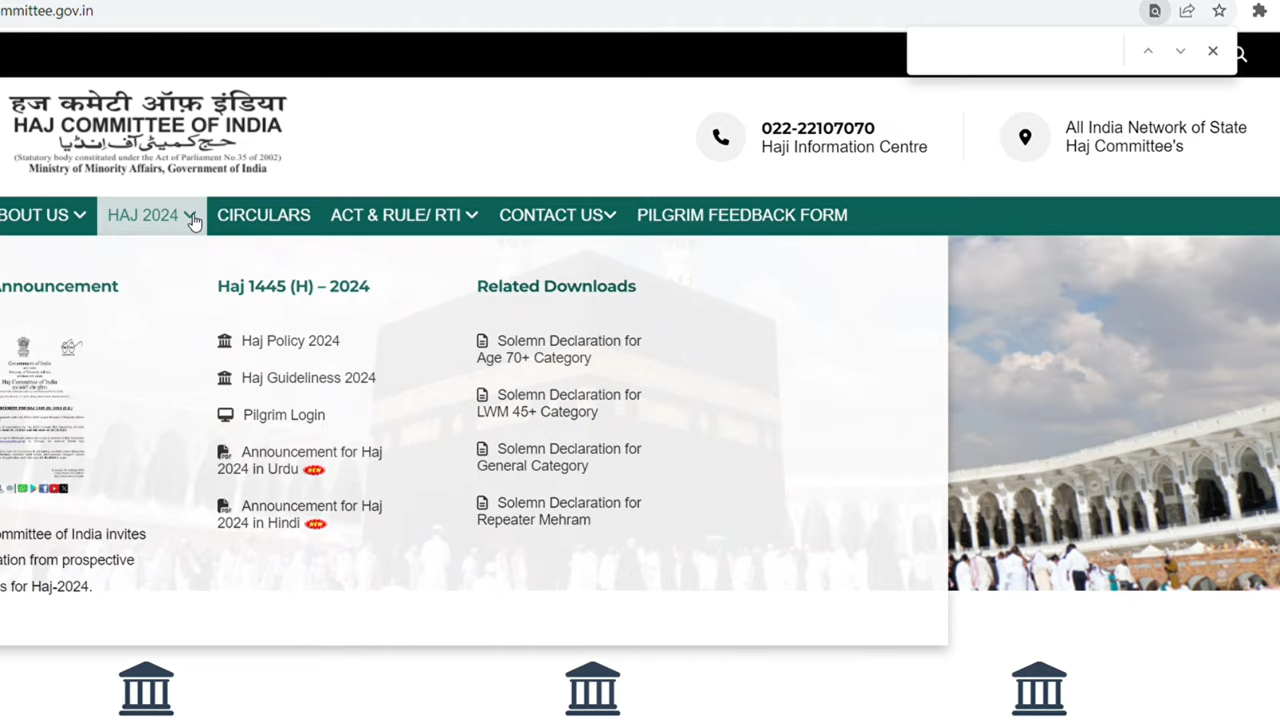 mmittee.gov.in
हज कमेटी ऑफ़ इंडिया
HAJ COMMITTEE OF INDIA
حج کمیٹی آف انڈیا
(Statutory body constituted under the Act of Parliament No.35 of 2002)
Ministry of Minority Affairs, Government of India
022-22107070
Haji Information Centre
All India Network of State
Haj Committee's
BOUT US
HAJ 2024
CIRCULARS
ACT & RULE/ RTI
CONTACT US
PILGRIM FEEDBACK FORM
nnouncement
mmittee of India invites
ation from prospective
s for Haj-2024.
Haj 1445 (H) – 2024
Haj Policy 2024
Haj Guideliness 2024
Pilgrim Login
Announcement for Haj
2024 in Urdu NEW
Announcement for Haj
2024 in Hindi NEW
Related Downloads
Solemn Declaration for
Age 70+ Category
Solemn Declaration for
LWM 45+ Category
Solemn Declaration for
General Category
Solemn Declaration for
Repeater Mehram